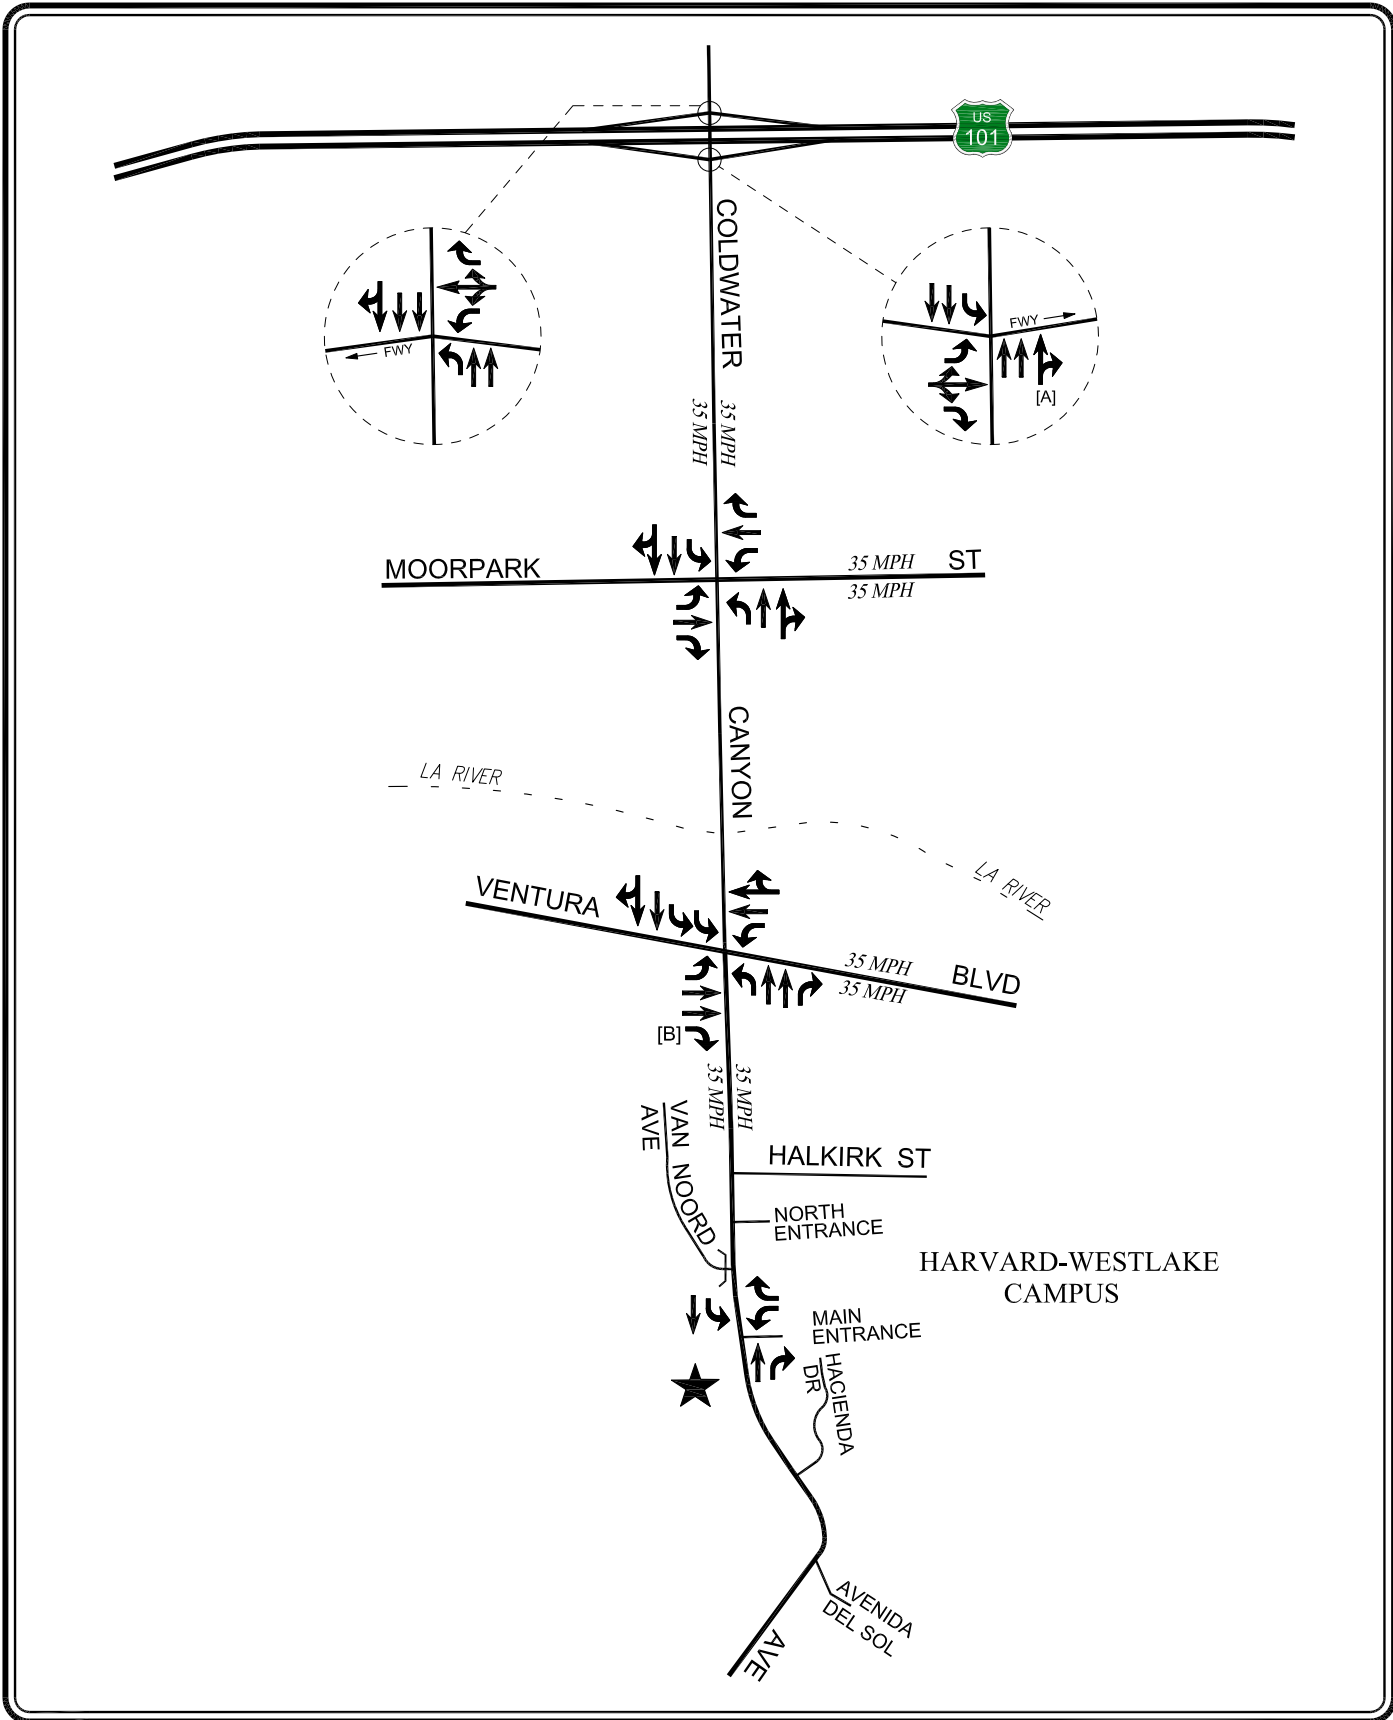 US
101
COLDWATER
FWY
FWY
[A]
35 MPH
35 MPH
MOORPARK
35 MPH
ST
35 MPH
CANYON
LA RIVER
LA RIVER
VENTURA
35 MPH
BLVD
35 MPH
[B]
35 MPH
35 MPH
VAN NOORD
AVE
HALKIRK ST
NORTH
ENTRANCE
HARVARD-WESTLAKE
CAMPUS
MAIN
ENTRANCE
HACIENDA
DR
AVENIDA
DEL SOL
AVE